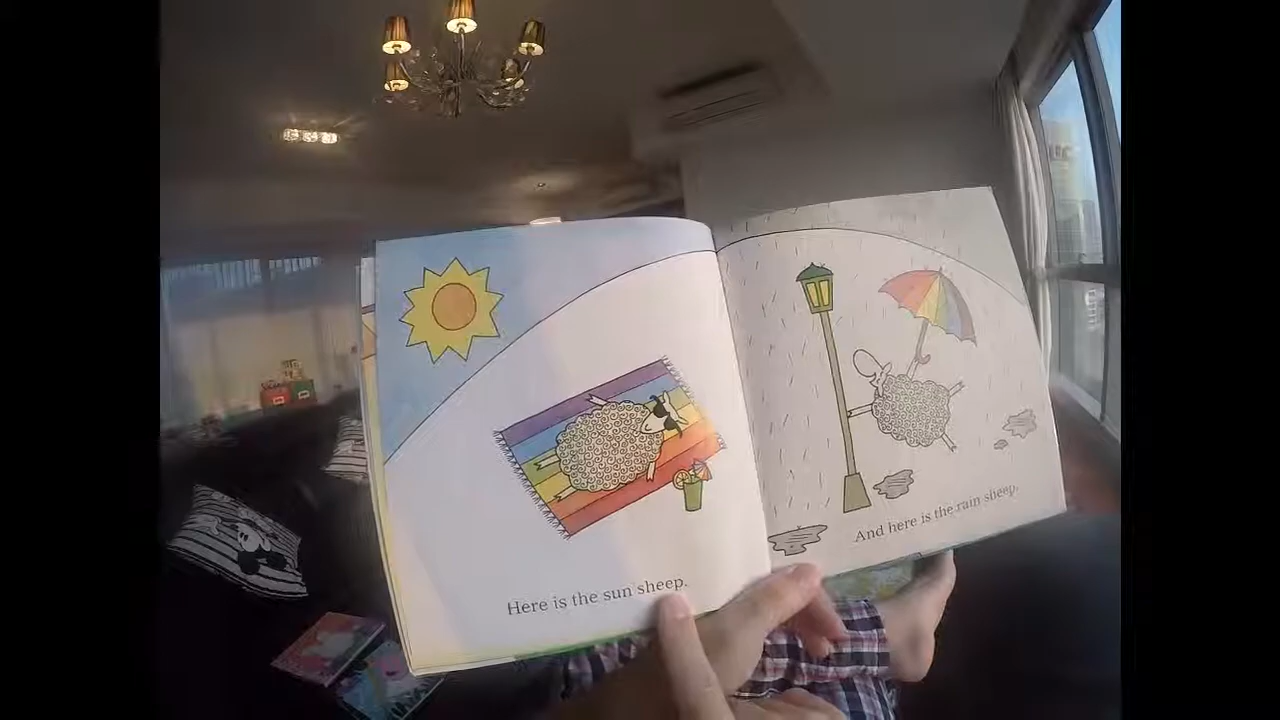 Here is the sun sheep.
And here is the rain sheep.